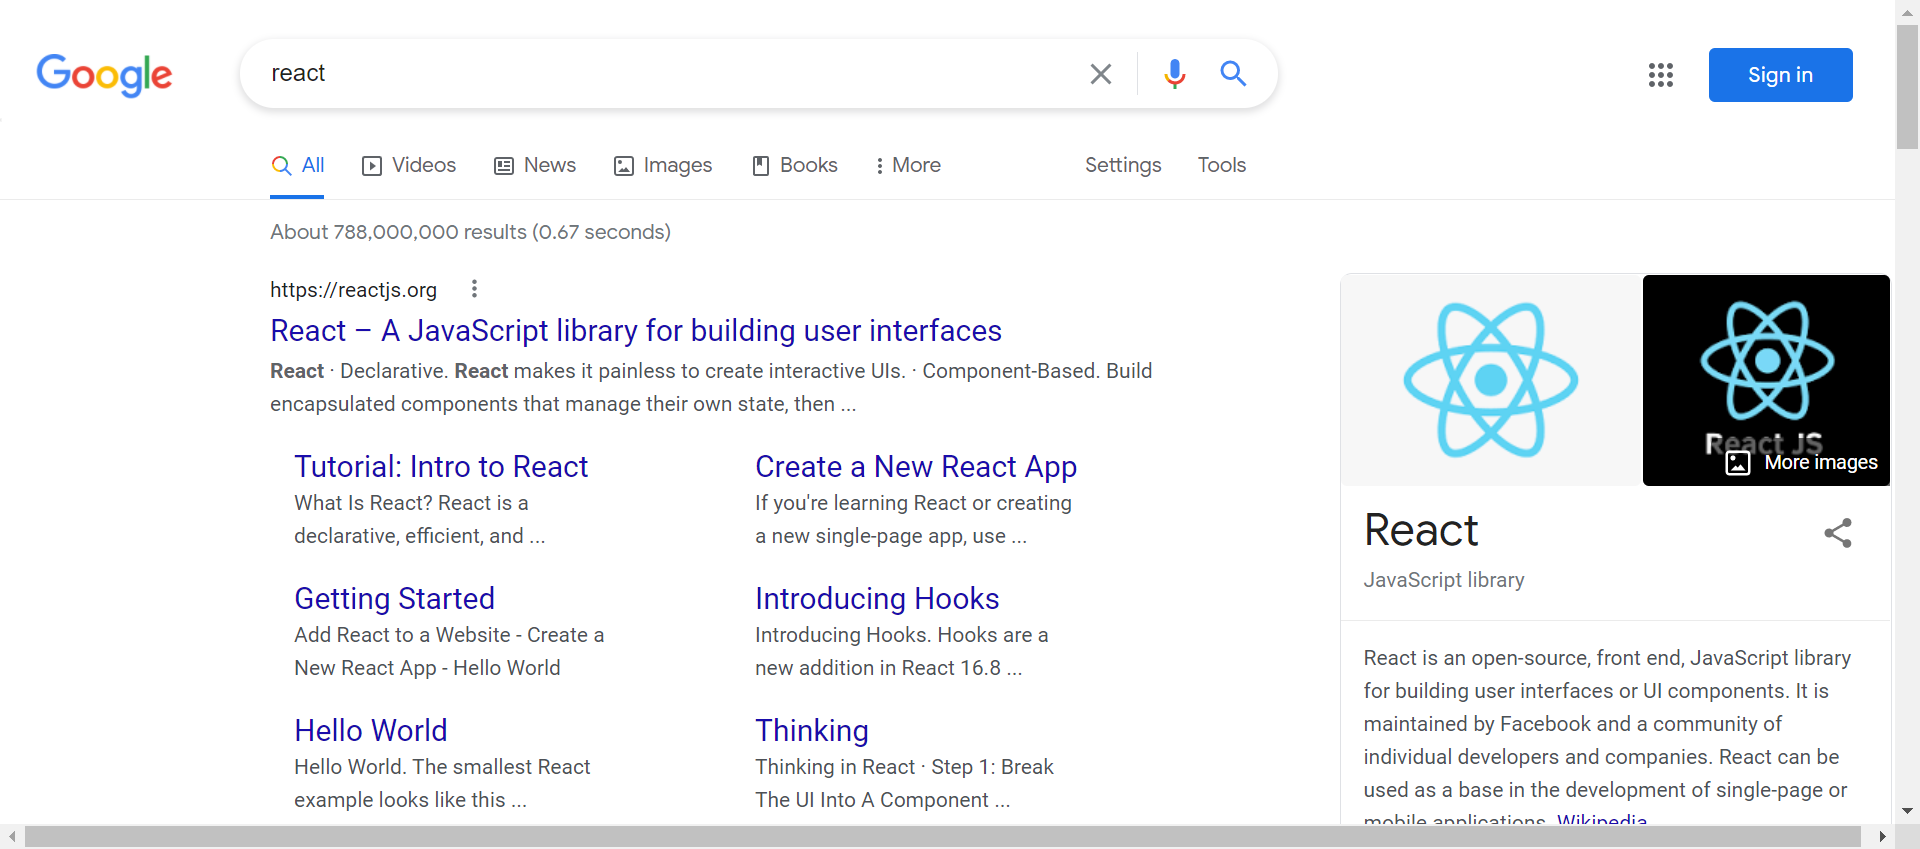 Google
react
Sign in
All
Videos
News
Images
Books
More
Settings
Tools
About 788,000,000 results (0.67 seconds)
https://reactjs.org
React – A JavaScript library for building user interfaces
React · Declarative. React makes it painless to create interactive UIs. · Component-Based. Build
encapsulated components that manage their own state, then ...
Tutorial: Intro to React
What Is React? React is a
declarative, efficient, and ...
Create a New React App
If you're learning React or creating
a new single-page app, use ...
Getting Started
Add React to a Website - Create a
New React App - Hello World
Introducing Hooks
Introducing Hooks. Hooks are a
new addition in React 16.8 ...
Hello World
Hello World. The smallest React
example looks like this ...
Thinking
Thinking in React · Step 1: Break
The UI Into A Component ...
React JS
More images
React
JavaScript library
React is an open-source, front end, JavaScript library
for building user interfaces or UI components. It is
maintained by Facebook and a community of
individual developers and companies. React can be
used as a base in the development of single-page or
mobile applications. Wikipedia